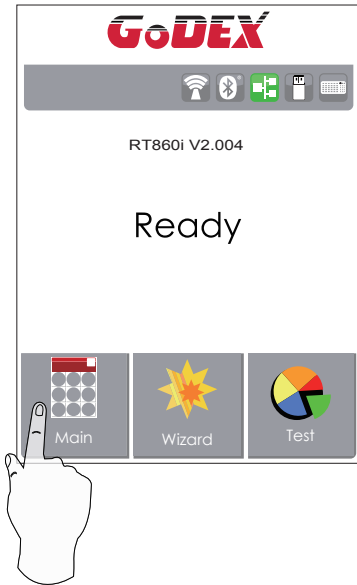 GoDEX
RT860i V2.004
Ready
Main
Wizard
Test